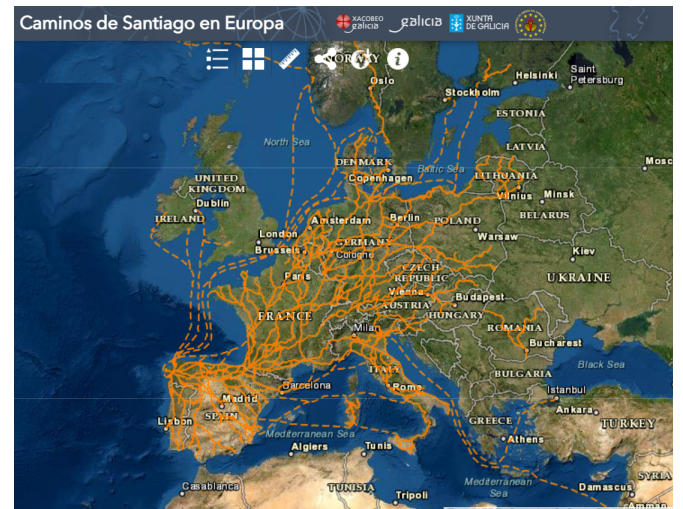 Caminos de Santiago en Europa
XACOBEO
galicia
galicia
XUNTA
DE GALICIA
NORWAY
Oslo
Helsinki
Saint
Petersburg
Stockholm
ESTONIA
North Sea
LATVIA
DENMARK
Baltic Sea
Mosc
Copenhagen
LITHUANIA
UNITED
KINGDOM
Vilnius
Minsk
Dublin
IRELAND
BELARUS
Amsterdam
Berlin
POLAND
London
Warsaw
Brussels
GERMANY
Cologne
Kiev
Paris
CZECH
REPUBLIC
UKRAINE
Vienna
AUSTRIA
Budapest
FRANCE
HUNGARY
Milan
ROMANIA
Bucharest
Black Sea
ITALY
BULGARIA
Barcelona
Rome
Istanbul
Madrid
Ankara
Lisbon
SPAIN
GREECE
TURKEY
Mediterranean Sea
Athens
Algiers
Tunis
SYRIA
Casablanca
TUNISIA
Mediterranean
Sea
Damascus
Tripoli
Amman